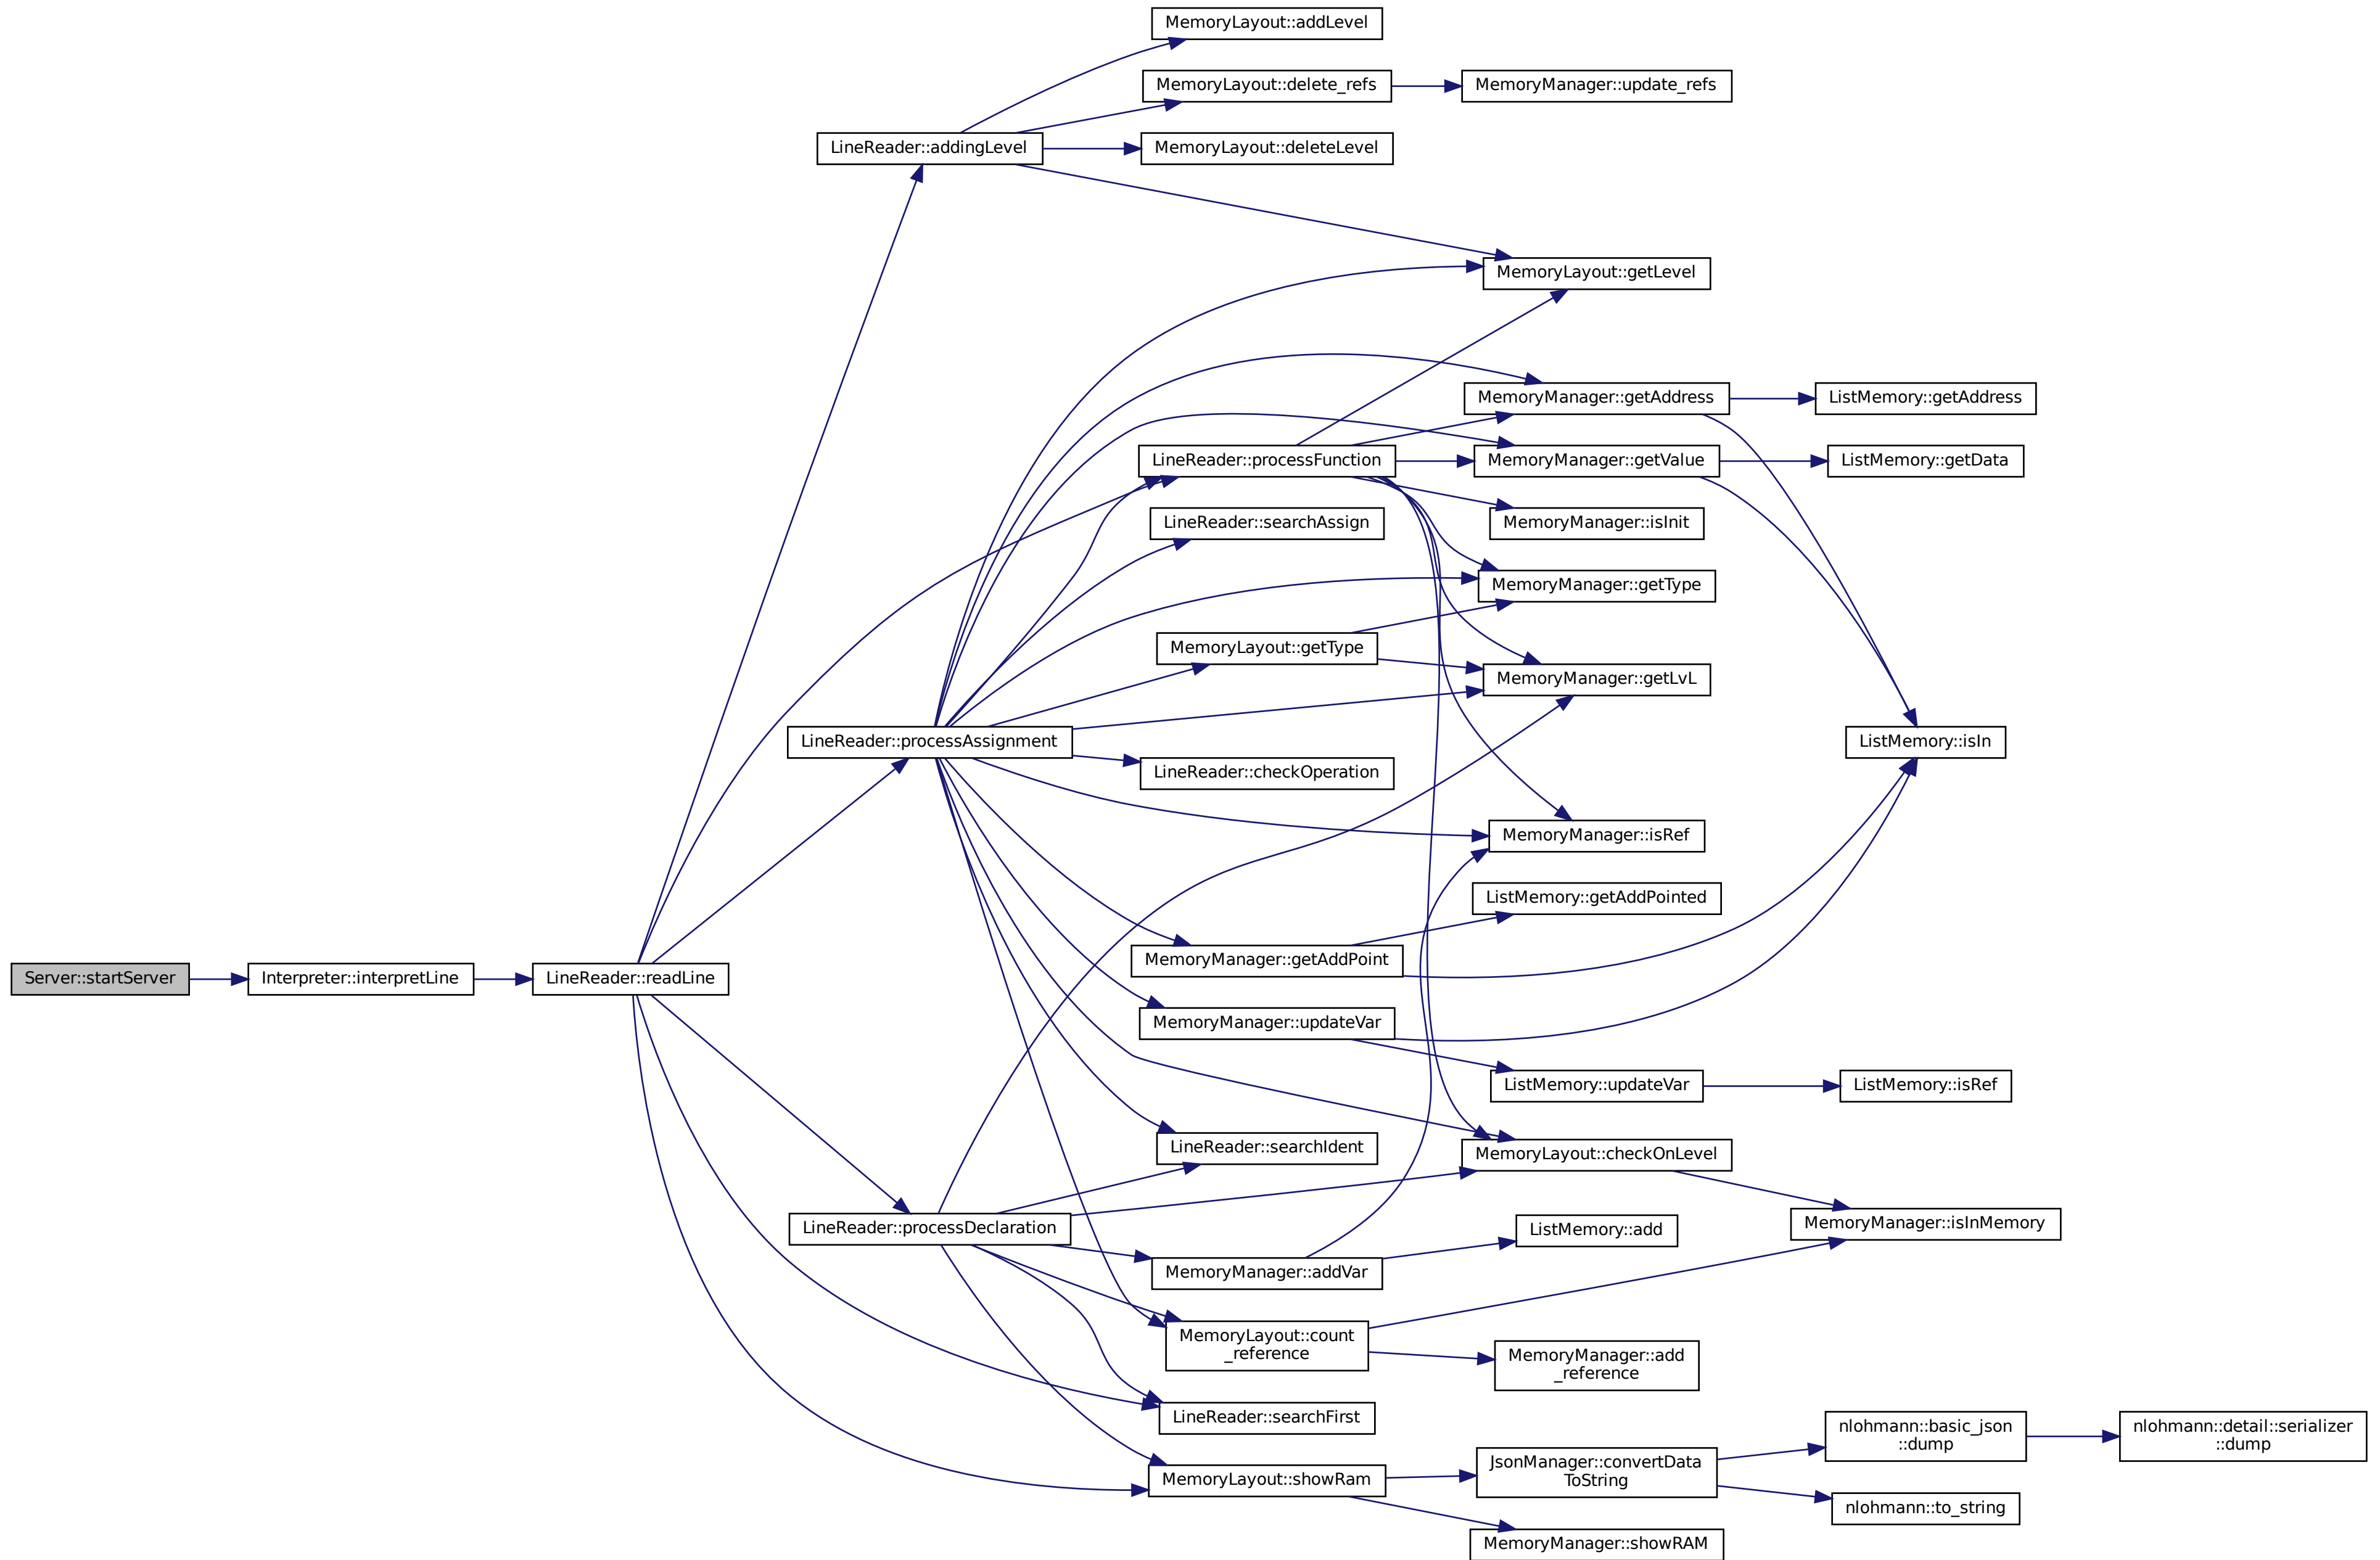 MemoryLayout::addLevel
MemoryLayout::delete_refs
MemoryManager::update_refs
LineReader::addingLevel
MemoryLayout::deleteLevel
MemoryLayout::getLevel
MemoryManager::getAddress
ListMemory::getAddress
LineReader::processFunction
MemoryManager::getValue
ListMemory::getData
LineReader::searchAssign
MemoryManager::isInit
MemoryManager::getType
MemoryLayout::getType
MemoryManager::getLvL
LineReader::processAssignment
ListMemory::isIn
LineReader::checkOperation
MemoryManager::isRef
ListMemory::getAddPointed
MemoryManager::getAddPoint
Server::startServer
Interpreter::interpretLine
LineReader::readLine
MemoryManager::updateVar
ListMemory::updateVar
ListMemory::isRef
LineReader::searchIdent
MemoryLayout::checkOnLevel
LineReader::processDeclaration
MemoryManager::isInMemory
ListMemory::add
MemoryManager::addVar
MemoryLayout::count
_reference
MemoryManager::add
_reference
LineReader::searchFirst
nlohmann::basic_json
::dump
nlohmann::detail::serializer
::dump
MemoryLayout::showRam
JsonManager::convertData
ToString
nlohmann::to_string
MemoryManager::showRAM